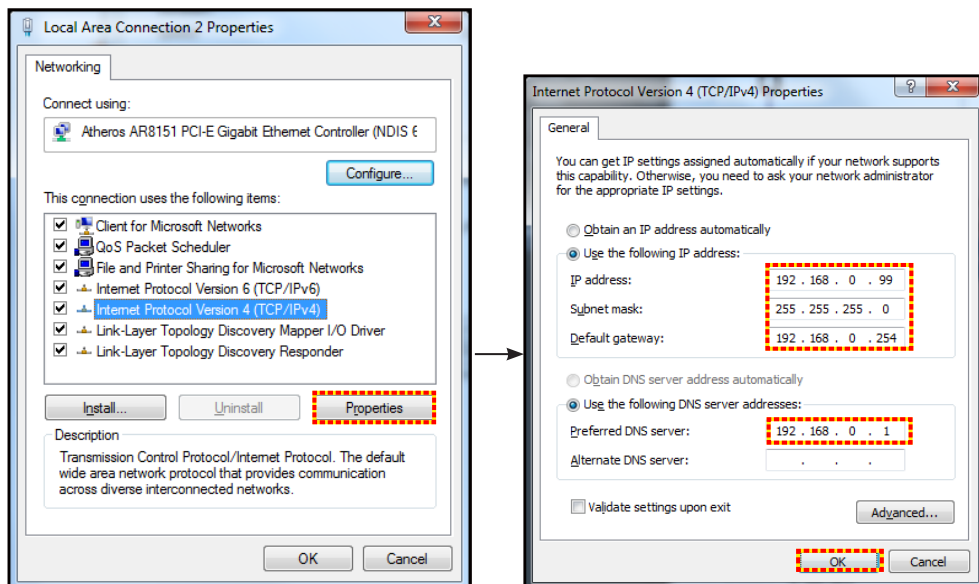 Local Area Connection 2 Properties
Networking
Connect using:
Atheros AR8151 PCI-E Gigabit Ethernet Controller (NDIS 6
Configure...
This connection uses the following items:
Client for Microsoft Networks
QoS Packet Scheduler
File and Printer Sharing for Microsoft Networks
Internet Protocol Version 6 (TCP/IPv6)
Internet Protocol Version 4 (TCP/IPv4)
Link-Layer Topology Discovery Mapper I/O Driver
Link-Layer Topology Discovery Responder
Install...
Uninstall
Properties
Description
Transmission Control Protocol/Internet Protocol. The default
wide area network protocol that provides communication
across diverse interconnected networks.
OK
Cancel
Internet Protocol Version 4 (TCP/IPv4) Properties
General
You can get IP settings assigned automatically if your network supports
this capability. Otherwise, you need to ask your network administrator
for the appropriate IP settings.
Obtain an IP address automatically
Use the following IP address:
IP address: 192 . 168 . 0 . 99
Subnet mask: 255 . 255 . 255 . 0
Default gateway: 192 . 168 . 0 . 254
Obtain DNS server address automatically
Use the following DNS server addresses:
Preferred DNS server: 192 . 168 . 0 . 1
Alternate DNS server: . . .
Validate settings upon exit
Advanced...
OK
Cancel